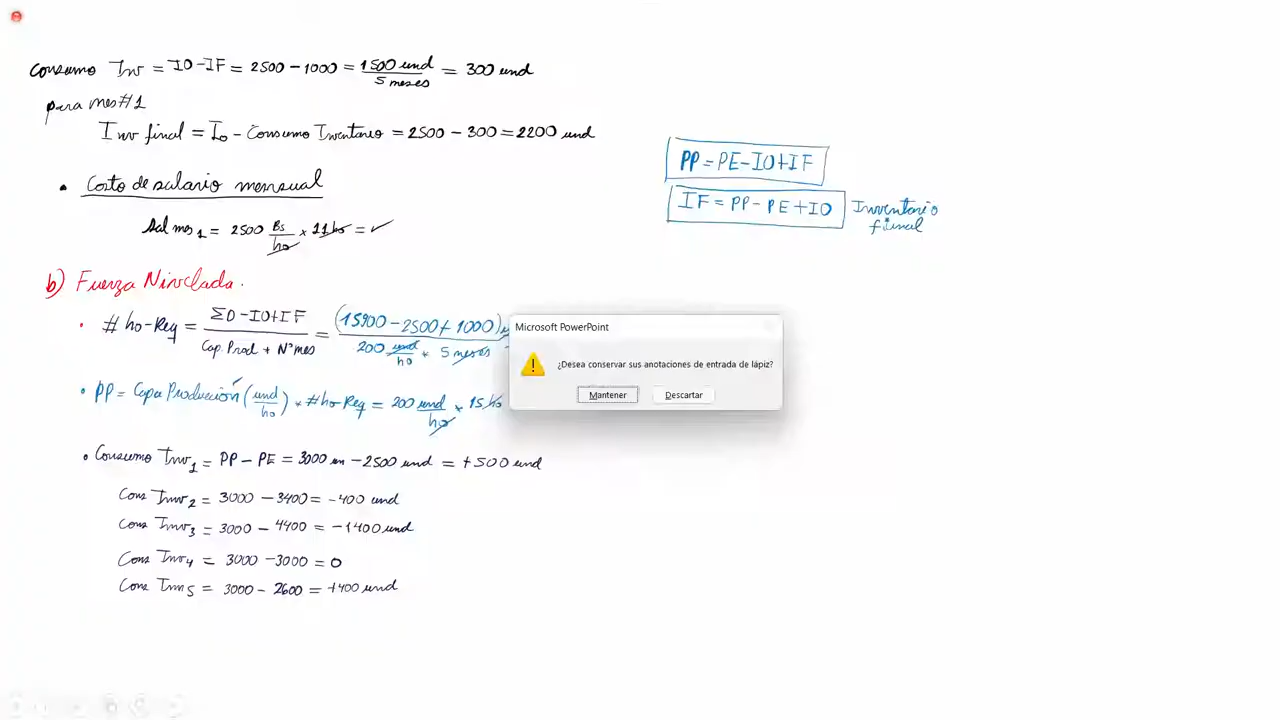 Consumo Inv = IO-IF = 2500 - 1000 = 1500 und / 5 meses = 300 und
para mes #1
Inv final = Io - Consumo Inventario = 2500 - 300 = 2200 und
PP = PE-IO+IF
• Costo de salario mensual
IF = PP - PE + IO Inventario final
Sal mes 1 = 2500 Bs/ho * 11 ho = ✓
b) Fuerza Nivelada.
• # ho-Req = ΣD-IO+IF / Cap. Prod * N°mes = (15900 - 2500 + 1000) / 200 und/ho * 5 meses
• PP = Capa Produción (und/ho) * #ho-Req = 200 und/ho * 15 ho
• Consumo Inv1 = PP - PE = 3000 un - 2500 und = +500 und
Cons Inv2 = 3000 - 3400 = -400 und
Cons Inv3 = 3000 - 4400 = -1400 und
Cons Inv4 = 3000 - 3000 = 0
Cons Inv5 = 3000 - 2600 = +400 und
Microsoft PowerPoint
¿Desea conservar sus anotaciones de entrada de lápiz?
Mantener Descartar